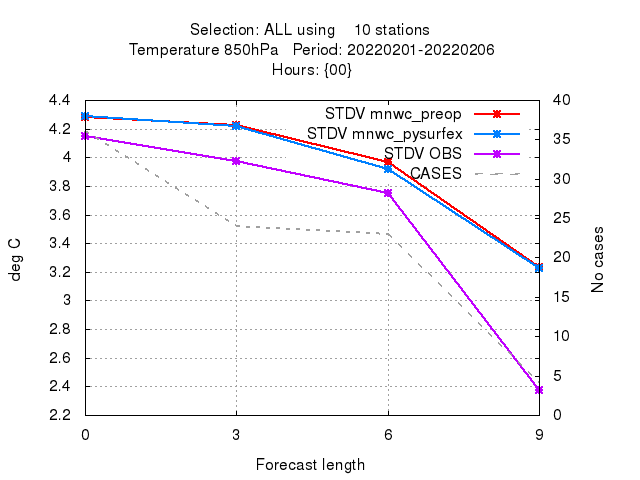 Selection: ALL using    10 stations
Temperature 850hPa   Period: 20220201-20220206
Hours: {00}
STDV mnwc_preop
STDV mnwc_pysurfex
STDV OBS
CASES
deg C
4.4
4.2
4
3.8
3.6
3.4
3.2
3
2.8
2.6
2.4
2.2
40
35
30
25
20
15
10
5
0
No cases
0 3 6 9
Forecast length